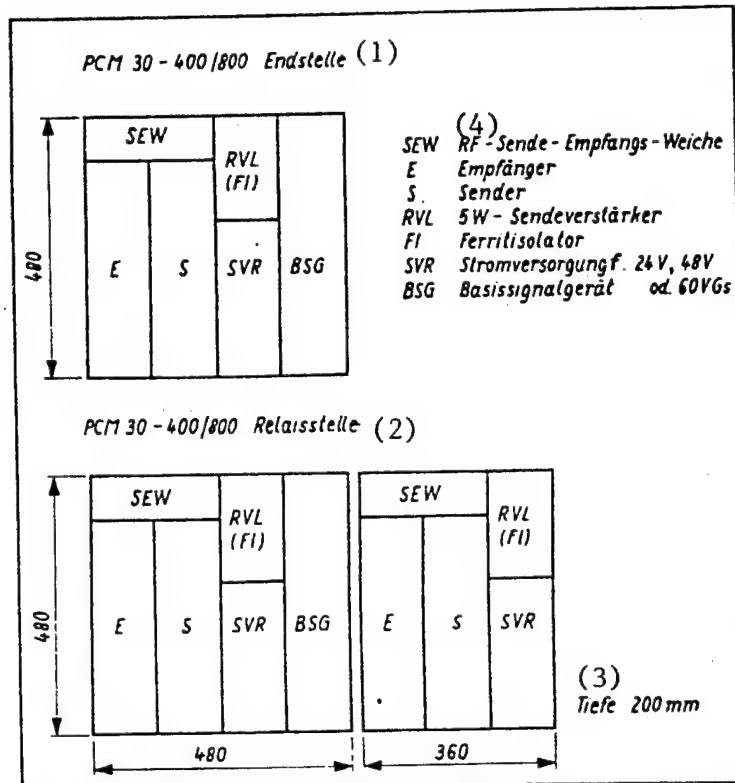 PCM 30-400/800 Endstelle (1)
SEW
RVL
(FI)
E
S
SVR
BSG
480
(4)
SEW RF-Sende-Empfangs-Weiche
E Empfänger
S Sender
RVL 5W-Sendeverstärker
FI Ferritisolator
SVR Stromversorgung f. 24V, 48V
BSG Basissignalgerät od. 60VGs
PCM 30-400/800 Relaisstelle (2)
SEW
RVL
(FI)
E
S
SVR
BSG
480
480
SEW
RVL
(FI)
E
S
SVR
360
(3)
Tiefe 200mm